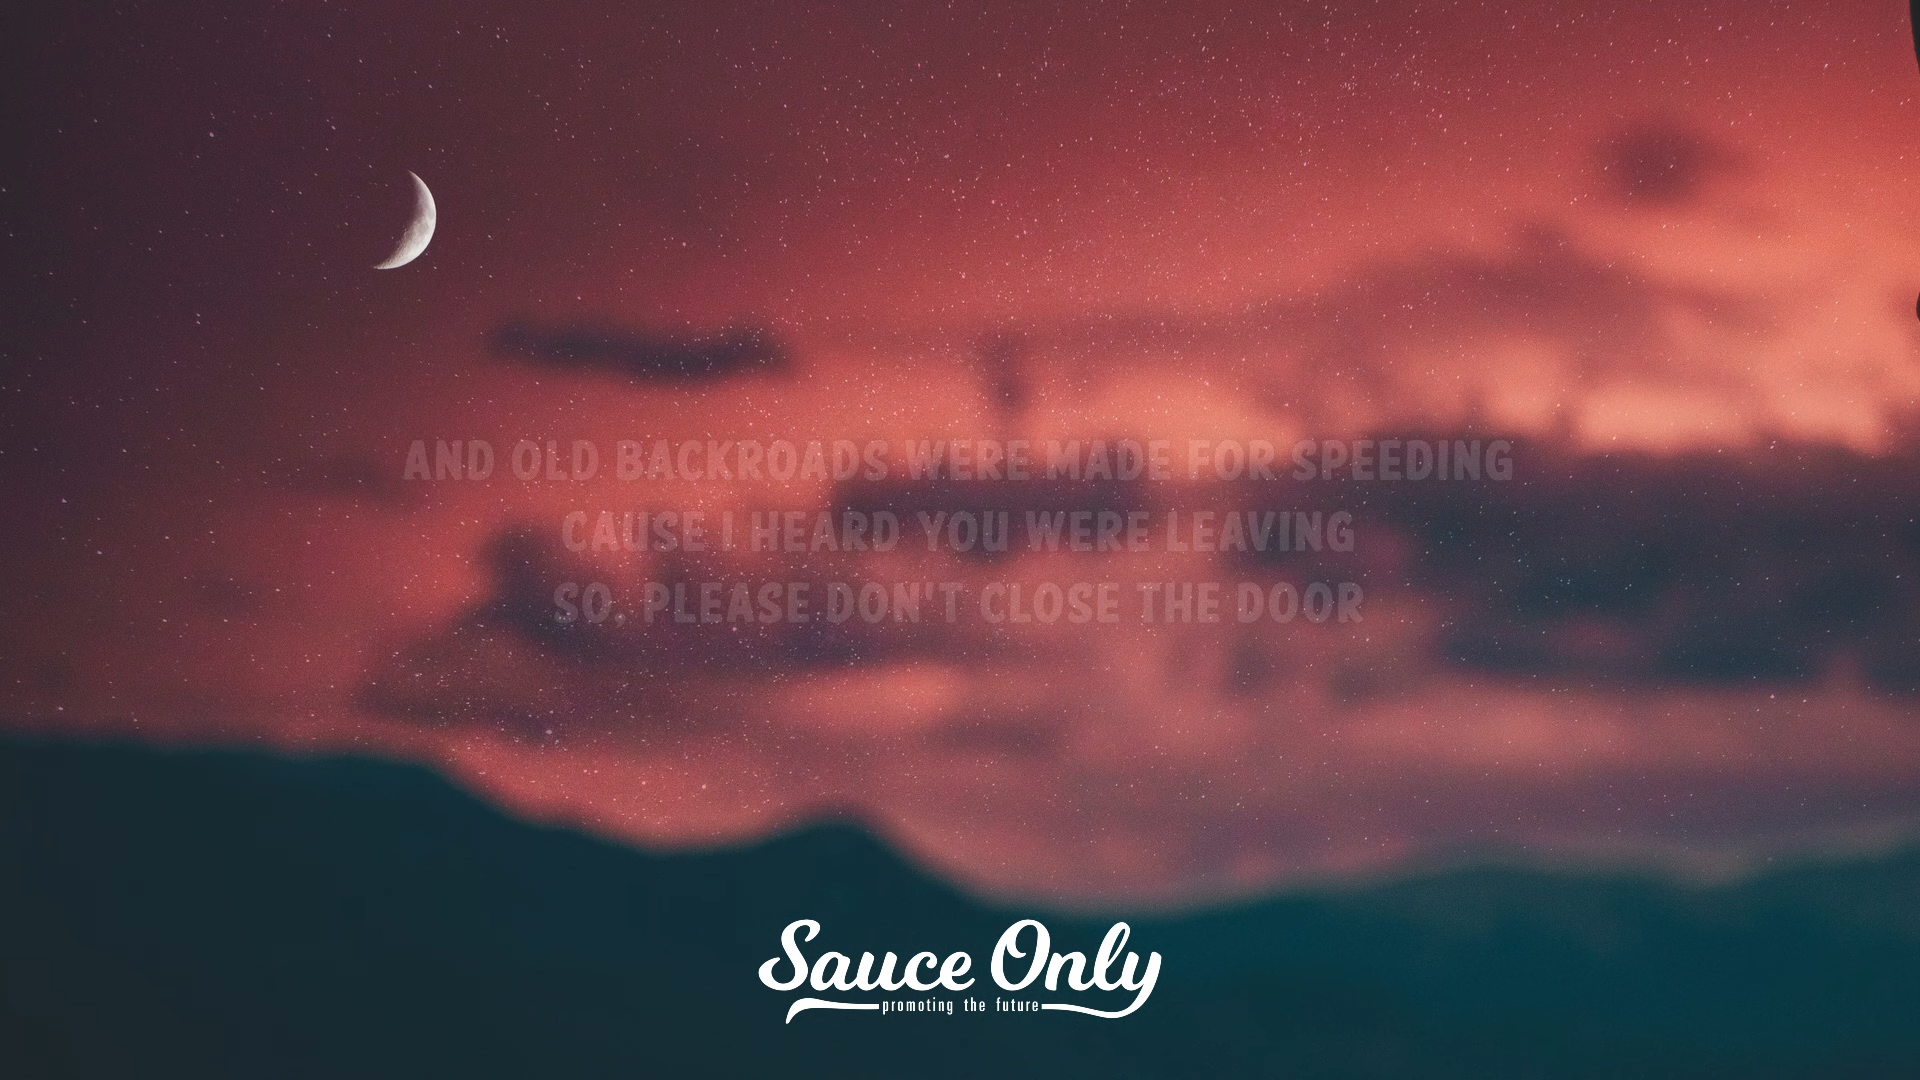 AND OLD BACKROADS WERE MADE FOR SPEEDING
CAUSE I HEARD YOU WERE LEAVING
SO, PLEASE DON'T CLOSE THE DOOR
Sauce Only
promoting the future